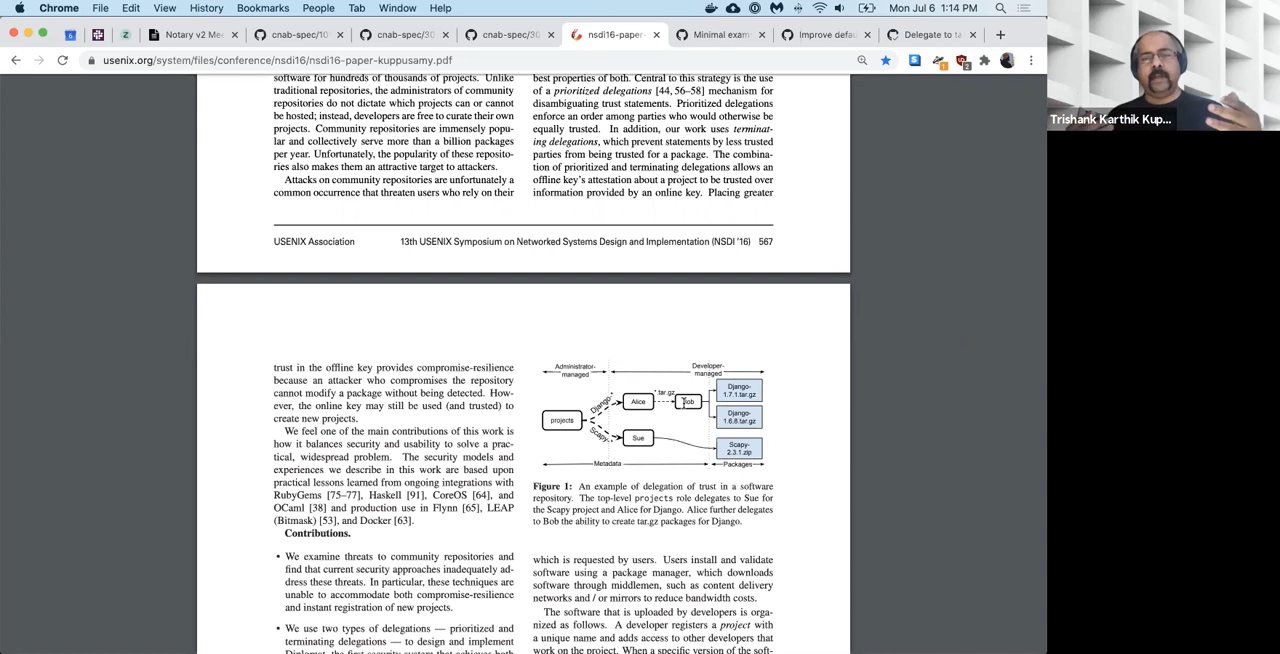 Chrome File Edit View History Bookmarks People Tab Window Help Mon Jul 6 1:14 PM
Notary v2 Mee
cnab-spec/10
cnab-spec/30
cnab-spec/30
nsdi16-paper-
Minimal exam
Improve defau
Delegate to ta
usenix.org/system/files/conference/nsdi16/nsdi16-paper-kuppusamy.pdf
Trishank Karthik Kup...
software for hundreds of thousands of projects. Unlike
traditional repositories, the administrators of community
repositories do not dictate which projects can or cannot
be hosted; instead, developers are free to curate their own
projects. Community repositories are immensely popu-
lar and collectively serve more than a billion packages
per year. Unfortunately, the popularity of these reposito-
ries also makes them an attractive target to attackers.
Attacks on community repositories are unfortunately a
common occurrence that threaten users who rely on their
best properties of both. Central to this strategy is the use
of a prioritized delegations [44, 56–58] mechanism for
disambiguating trust statements. Prioritized delegations
enforce an order among parties who would otherwise be
equally trusted. In addition, our work uses terminat-
ing delegations, which prevent statements by less trusted
parties from being trusted for a package. The combina-
tion of prioritized and terminating delegations allows an
offline key's attestation about a project to be trusted over
information provided by an online key. Placing greater
USENIX Association 13th USENIX Symposium on Networked Systems Design and Implementation (NSDI '16) 567
trust in the offline key provides compromise-resilience
because an attacker who compromises the repository
cannot modify a package without being detected. How-
ever, the online key may still be used (and trusted) to
create new projects.
We feel one of the main contributions of this work is
how it balances security and usability to solve a prac-
tical, widespread problem. The security models and
experiences we describe in this work are based upon
practical lessons learned from ongoing integrations with
RubyGems [75–77], Haskell [91], CoreOS [64], and
OCaml [38] and production use in Flynn [65], LEAP
(Bitmask) [53], and Docker [63].
Contributions.
• We examine threats to community repositories and
find that current security approaches inadequately ad-
dress these threats. In particular, these techniques are
unable to accommodate both compromise-resilience
and instant registration of new projects.
• We use two types of delegations — prioritized and
terminating delegations — to design and implement
Diplomat, the first security system that achieves both
Administrator-
managed
Developer-
managed
projects
Django-*
Scapy-*
Alice
*.tar.gz
Bob
Sue
Django-
1.7.1.tar.gz
Django-
1.6.8.tar.gz
Scapy-
2.3.1.zip
Metadata
Packages
Figure 1: An example of delegation of trust in a software
repository. The top-level projects role delegates to Sue for
the Scapy project and Alice for Django. Alice further delegates
to Bob the ability to create tar.gz packages for Django.
which is requested by users. Users install and validate
software using a package manager, which downloads
software through middlemen, such as content delivery
networks and / or mirrors to reduce bandwidth costs.
The software that is uploaded by developers is orga-
nized as follows. A developer registers a project with
a unique name and adds access to other developers that
work on the project. When a specific version of the soft-